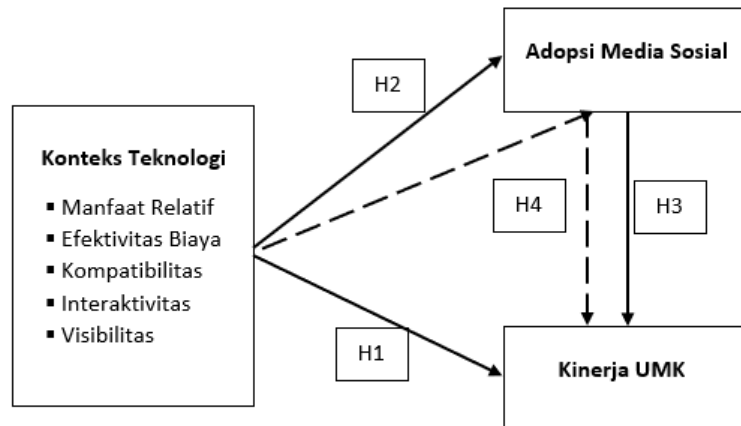 Adopsi Media Sosial
H2
Konteks Teknologi
▪ Manfaat Relatif
▪ Efektivitas Biaya
▪ Kompatibilitas
▪ Interaktivitas
▪ Visibilitas
H4
H3
H1
Kinerja UMK